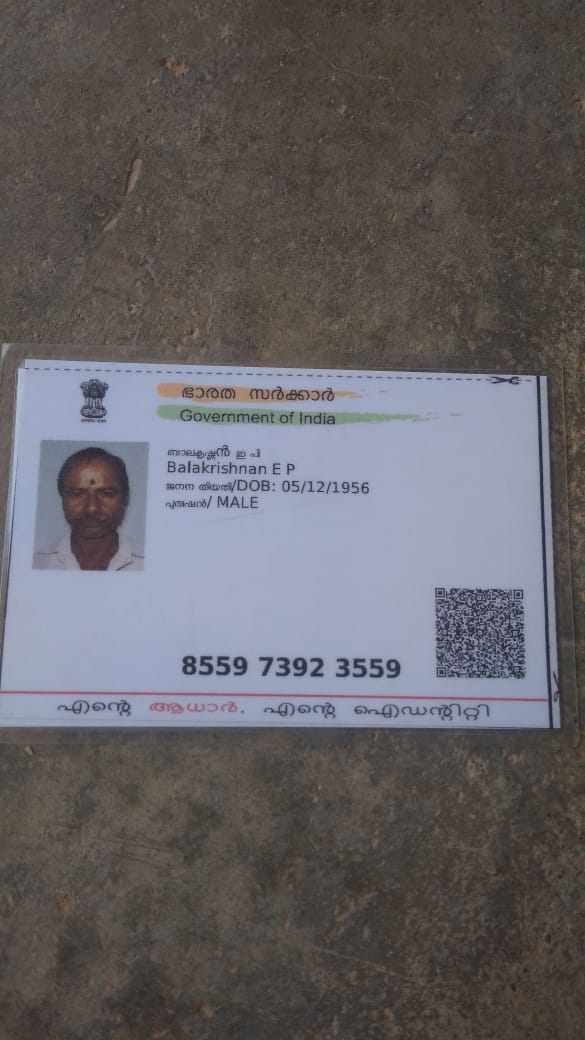 ഭാരത സർക്കാർ
Government of India
ബാലകൃഷ്ണൻ ഇ പി
Balakrishnan E P
ജനന തിയതി/DOB: 05/12/1956
പുരുഷൻ/ MALE
8559 7392 3559
എന്റെ ആധാർ, എന്റെ ഐഡന്റിറ്റി